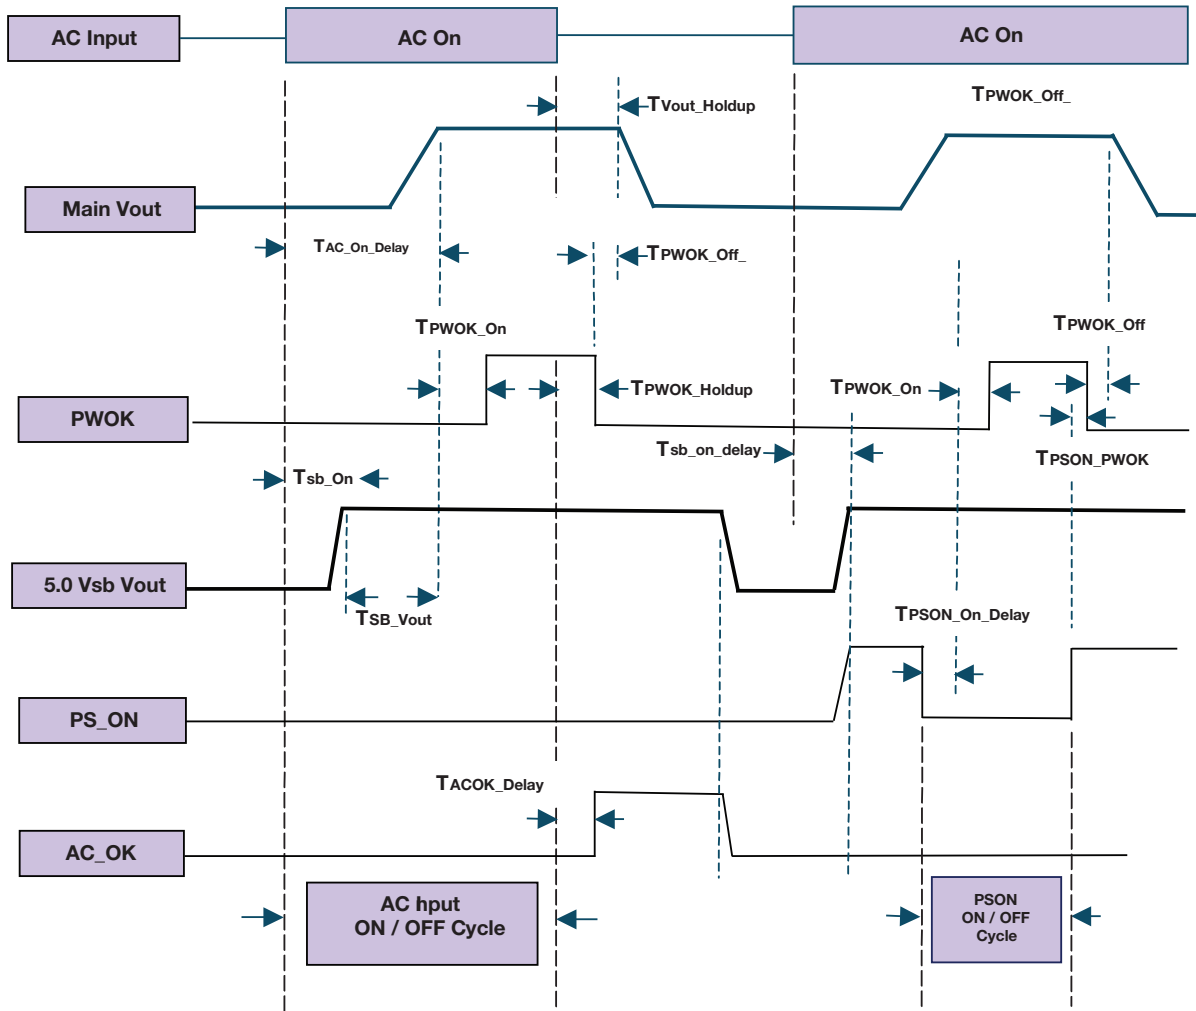 AC Input
AC On
AC On
TVout_Holdup
TPWOK_Off_
Main Vout
TAC_On_Delay
TPWOK_Off_
TPWOK_On
TPWOK_Off
TPWOK_Holdup
TPWOK_On
PWOK
Tsb_on_delay
TPSON_PWOK
Tsb_On
5.0 Vsb Vout
TSB_Vout
TPSON_On_Delay
PS_ON
TACOK_Delay
AC_OK
AC hput
ON / OFF Cycle
PSON
ON / OFF
Cycle